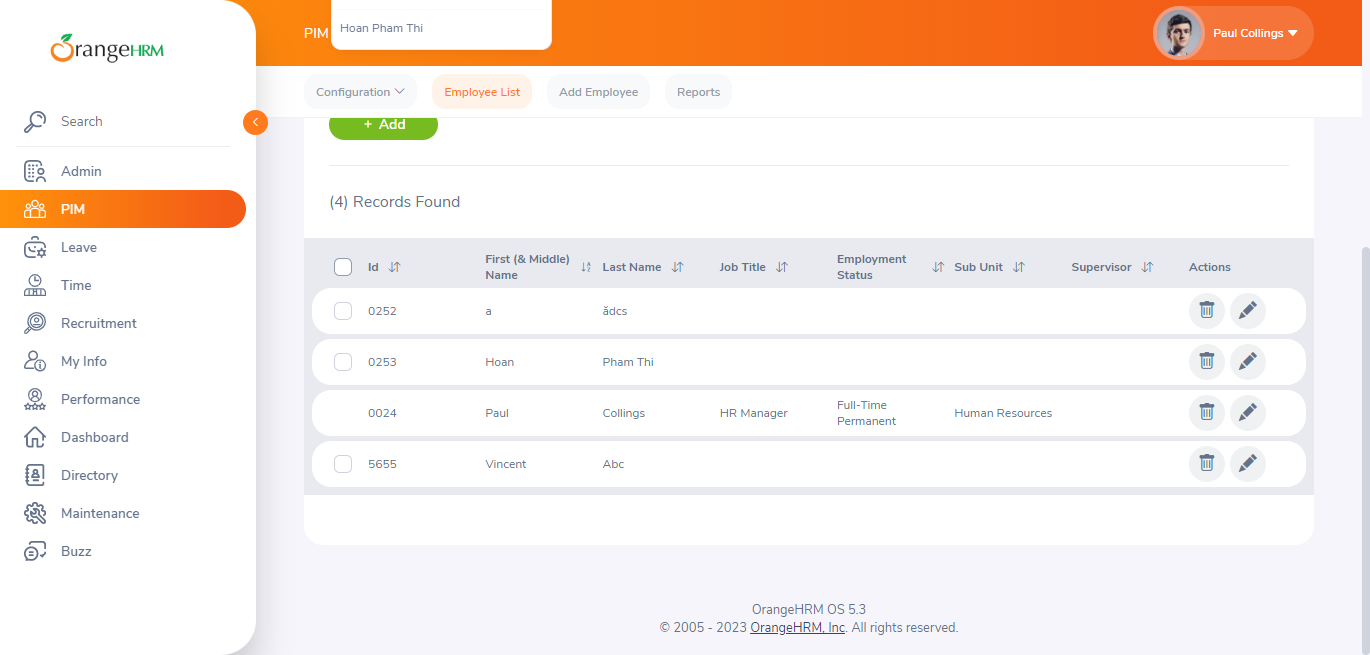 OrangeHRM
PIM
Hoan Pham Thi
Paul Collings
Configuration
Employee List
Add Employee
Reports
Search
Admin
PIM
Leave
Time
Recruitment
My Info
Performance
Dashboard
Directory
Maintenance
Buzz
+ Add
(4) Records Found
Id
First (& Middle)
Name
Last Name
Job Title
Employment
Status
Sub Unit
Supervisor
Actions
0252 a ădcs
0253 Hoan Pham Thi
0024 Paul Collings HR Manager Full-Time
Permanent Human Resources
5655 Vincent Abc
OrangeHRM OS 5.3
© 2005 - 2023 OrangeHRM, Inc. All rights reserved.